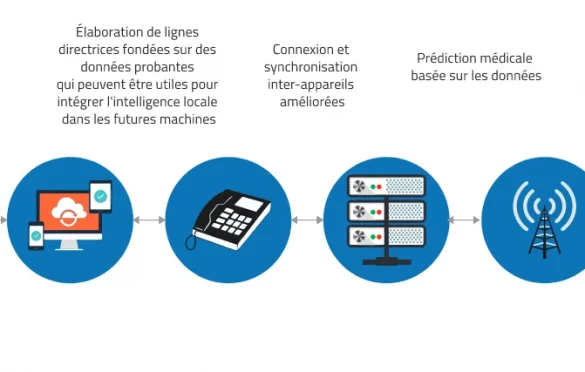 Élaboration de lignes
directrices fondées sur des
données probantes
qui peuvent être utiles pour
intégrer l'intelligence locale
dans les futures machines
Connexion et
synchronisation
inter-appareils
améliorées
Prédiction médicale
basée sur les données